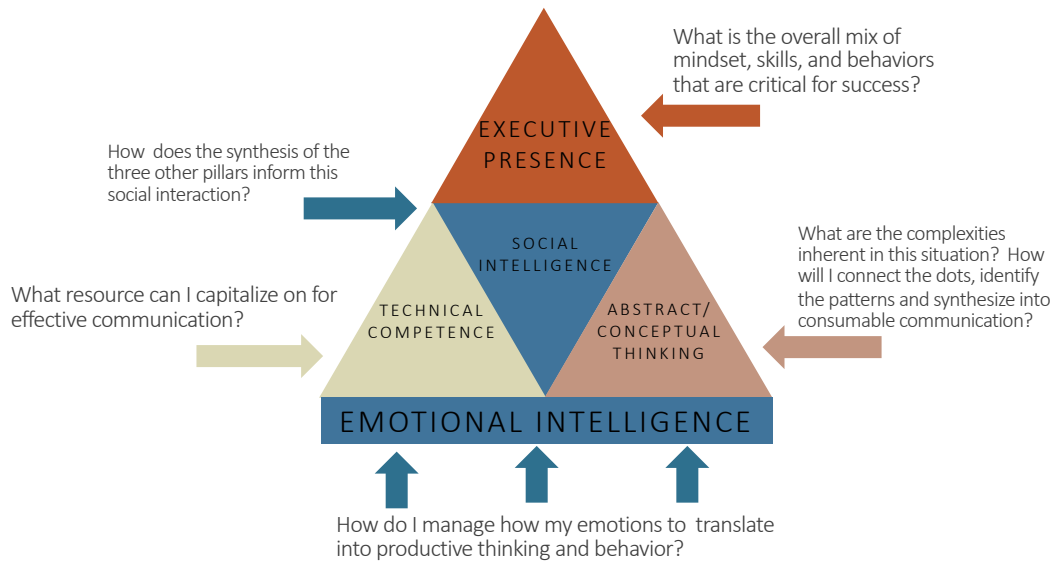 What is the overall mix of
mindset, skills, and behaviors
that are critical for success?
EXECUTIVE
PRESENCE
How does the synthesis of the
three other pillars inform this
social interaction?
SOCIAL
INTELLIGENCE
What are the complexities
inherent in this situation? How
will I connect the dots, identify
the patterns and synthesize into
consumable communication?
What resource can I capitalize on for
effective communication?
TECHNICAL
COMPETENCE
ABSTRACT/
CONCEPTUAL
THINKING
EMOTIONAL INTELLIGENCE
How do I manage how my emotions to translate
into productive thinking and behavior?